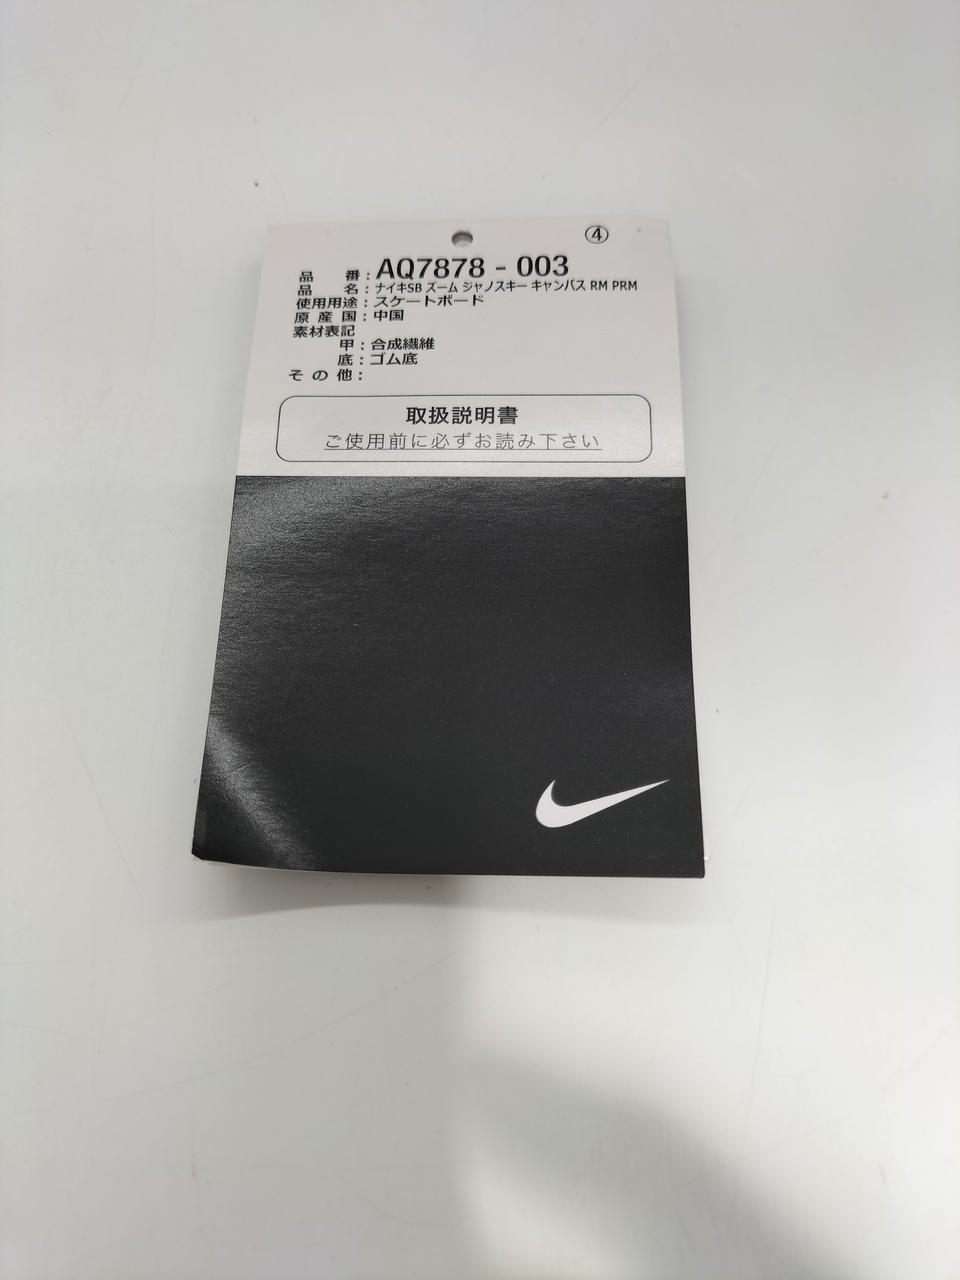 ④
品 番：AQ7878 - 003
品 名：ナイキSB ズーム ジャノスキー キャンバス RM PRM
使用用途：スケートボード
原 産 国：中国
素材表記
甲：合成繊維
底：ゴム底
そ の 他：
取扱説明書
ご使用前に必ずお読み下さい